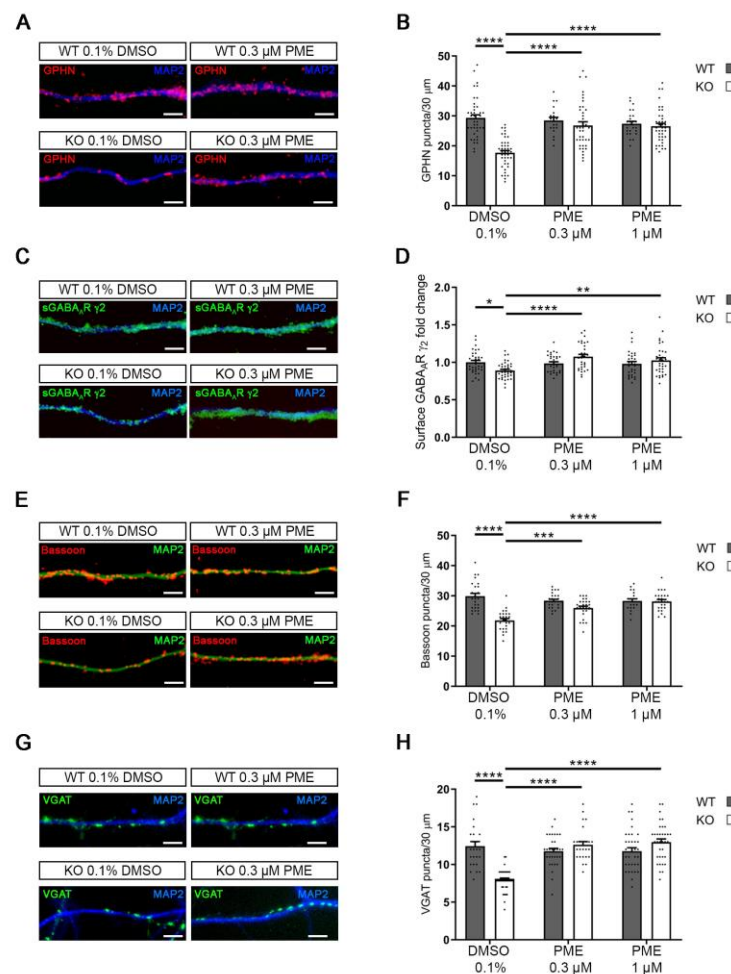 A
WT 0.1% DMSO WT 0.3 µM PME
GPHN MAP2 GPHN MAP2
KO 0.1% DMSO KO 0.3 µM PME
GPHN MAP2 GPHN MAP2
B
**** **** ****
WT
KO
GPHN puncta/30 µm
50
40
30
20
10
0
DMSO PME PME
0.1% 0.3 µM 1 µM
C
WT 0.1% DMSO WT 0.3 µM PME
sGABA_AR γ2 MAP2 sGABA_AR γ2 MAP2
KO 0.1% DMSO KO 0.3 µM PME
sGABA_AR γ2 MAP2 sGABA_AR γ2 MAP2
D
* **** **
WT
KO
Surface GABA_AR γ2 fold change
2.0
1.5
1.0
0.5
0.0
DMSO PME PME
0.1% 0.3 µM 1 µM
E
WT 0.1% DMSO WT 0.3 µM PME
Bassoon MAP2 Bassoon MAP2
KO 0.1% DMSO KO 0.3 µM PME
Bassoon MAP2 Bassoon MAP2
F
**** *** ****
WT
KO
Bassoon puncta/30 µm
50
40
30
20
10
0
DMSO PME PME
0.1% 0.3 µM 1 µM
G
WT 0.1% DMSO WT 0.3 µM PME
VGAT MAP2 VGAT MAP2
KO 0.1% DMSO KO 0.3 µM PME
VGAT MAP2 VGAT MAP2
H
**** **** ****
WT
KO
VGAT puncta/30 µm
20
15
10
5
0
DMSO PME PME
0.1% 0.3 µM 1 µM